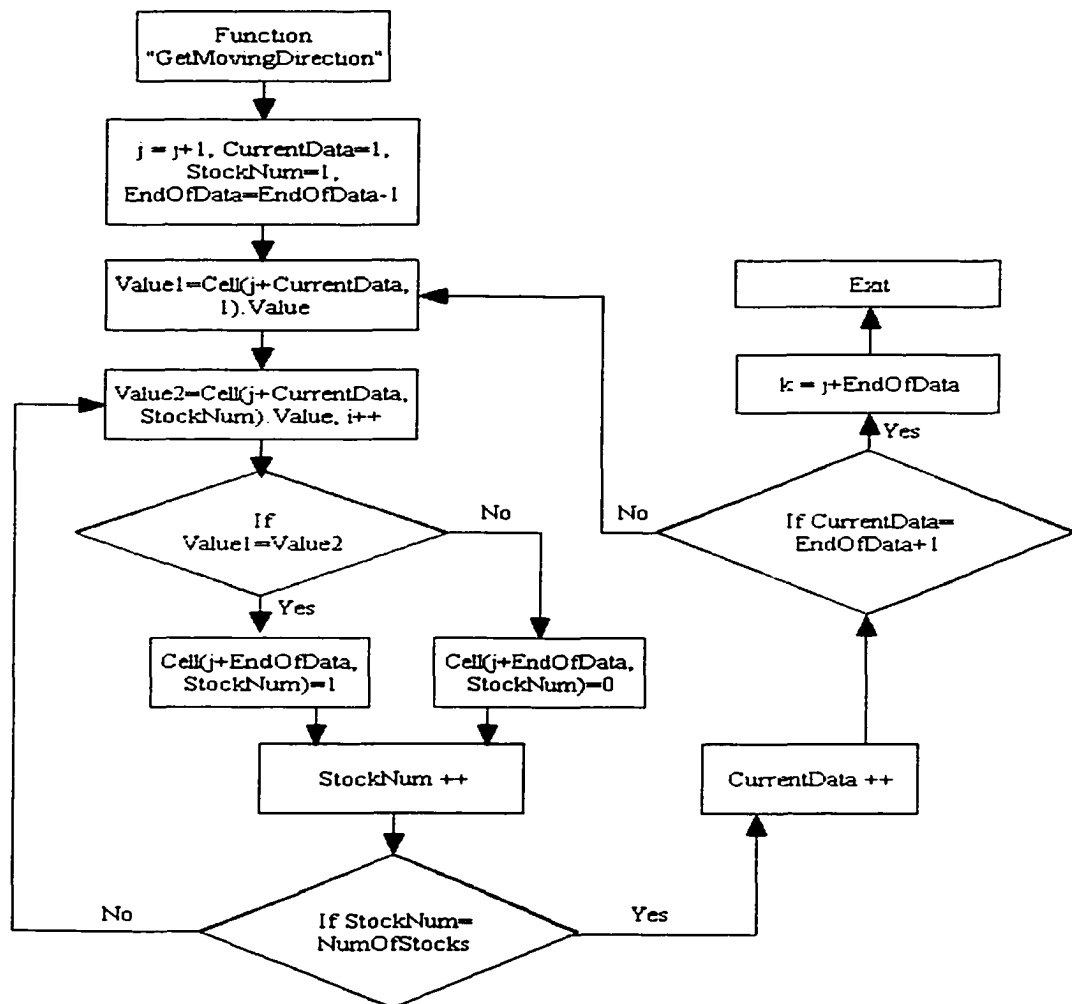 Function
"GetMovingDirection"
j = j+1, CurrentData=1,
StockNum=1,
EndOfData=EndOfData-1
Value1=Cell(j+CurrentData,
1).Value
Value2=Cell(j+CurrentData,
StockNum).Value, i++
If
Value1=Value2
No
Yes
Cell(j+EndOfData,
StockNum)=1
Cell(j+EndOfData,
StockNum)=0
StockNum ++
If StockNum=
NumOfStocks
No
Yes
CurrentData ++
If CurrentData=
EndOfData+1
No
Yes
k = j+EndOfData
Exit